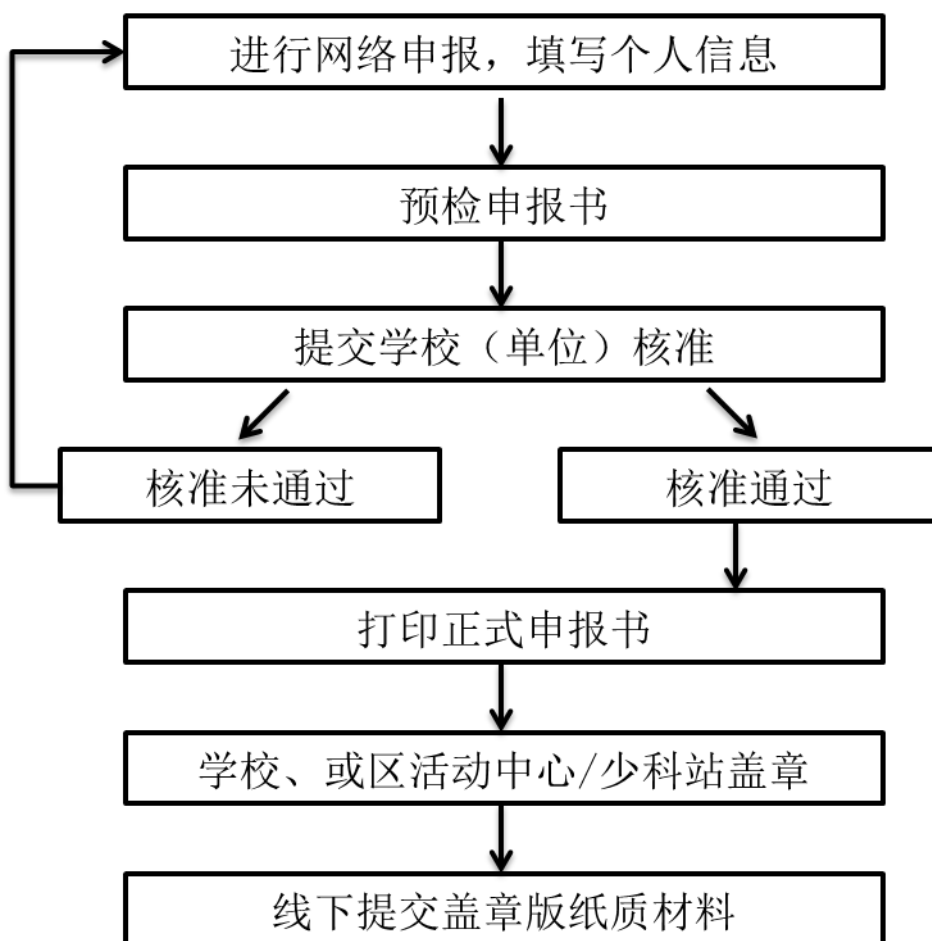 进行网络申报，填写个人信息
预检申报书
提交学校（单位）核准
核准未通过
核准通过
打印正式申报书
学校、或区活动中心/少科站盖章
线下提交盖章版纸质材料